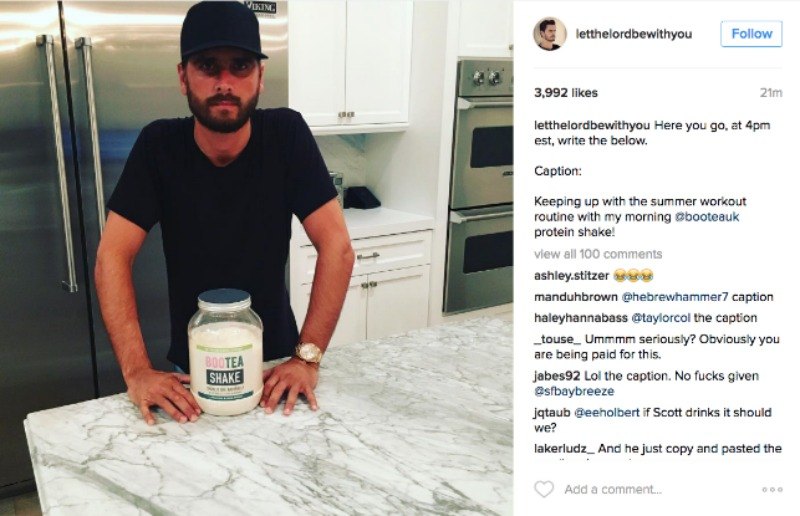 VIKING
letthelordbewithyou Follow
3,992 likes 21m
letthelordbewithyou Here you go, at 4pm
est, write the below.
Caption:
Keeping up with the summer workout
routine with my morning @booteauk
protein shake!
view all 100 comments
ashley.stitzer 😂😂😂
manduhbrown @hebrewhammer7 caption
haleyhannabass @taylorcol the caption
_touse_ Ummmm seriously? Obviously you
are being paid for this.
jabes92 Lol the caption. No fucks given
@sfbaybreeze
jqtaub @eeholbert if Scott drinks it should
we?
lakerludz_ And he just copy and pasted the
Add a comment...
BOOTEA
SHAKE